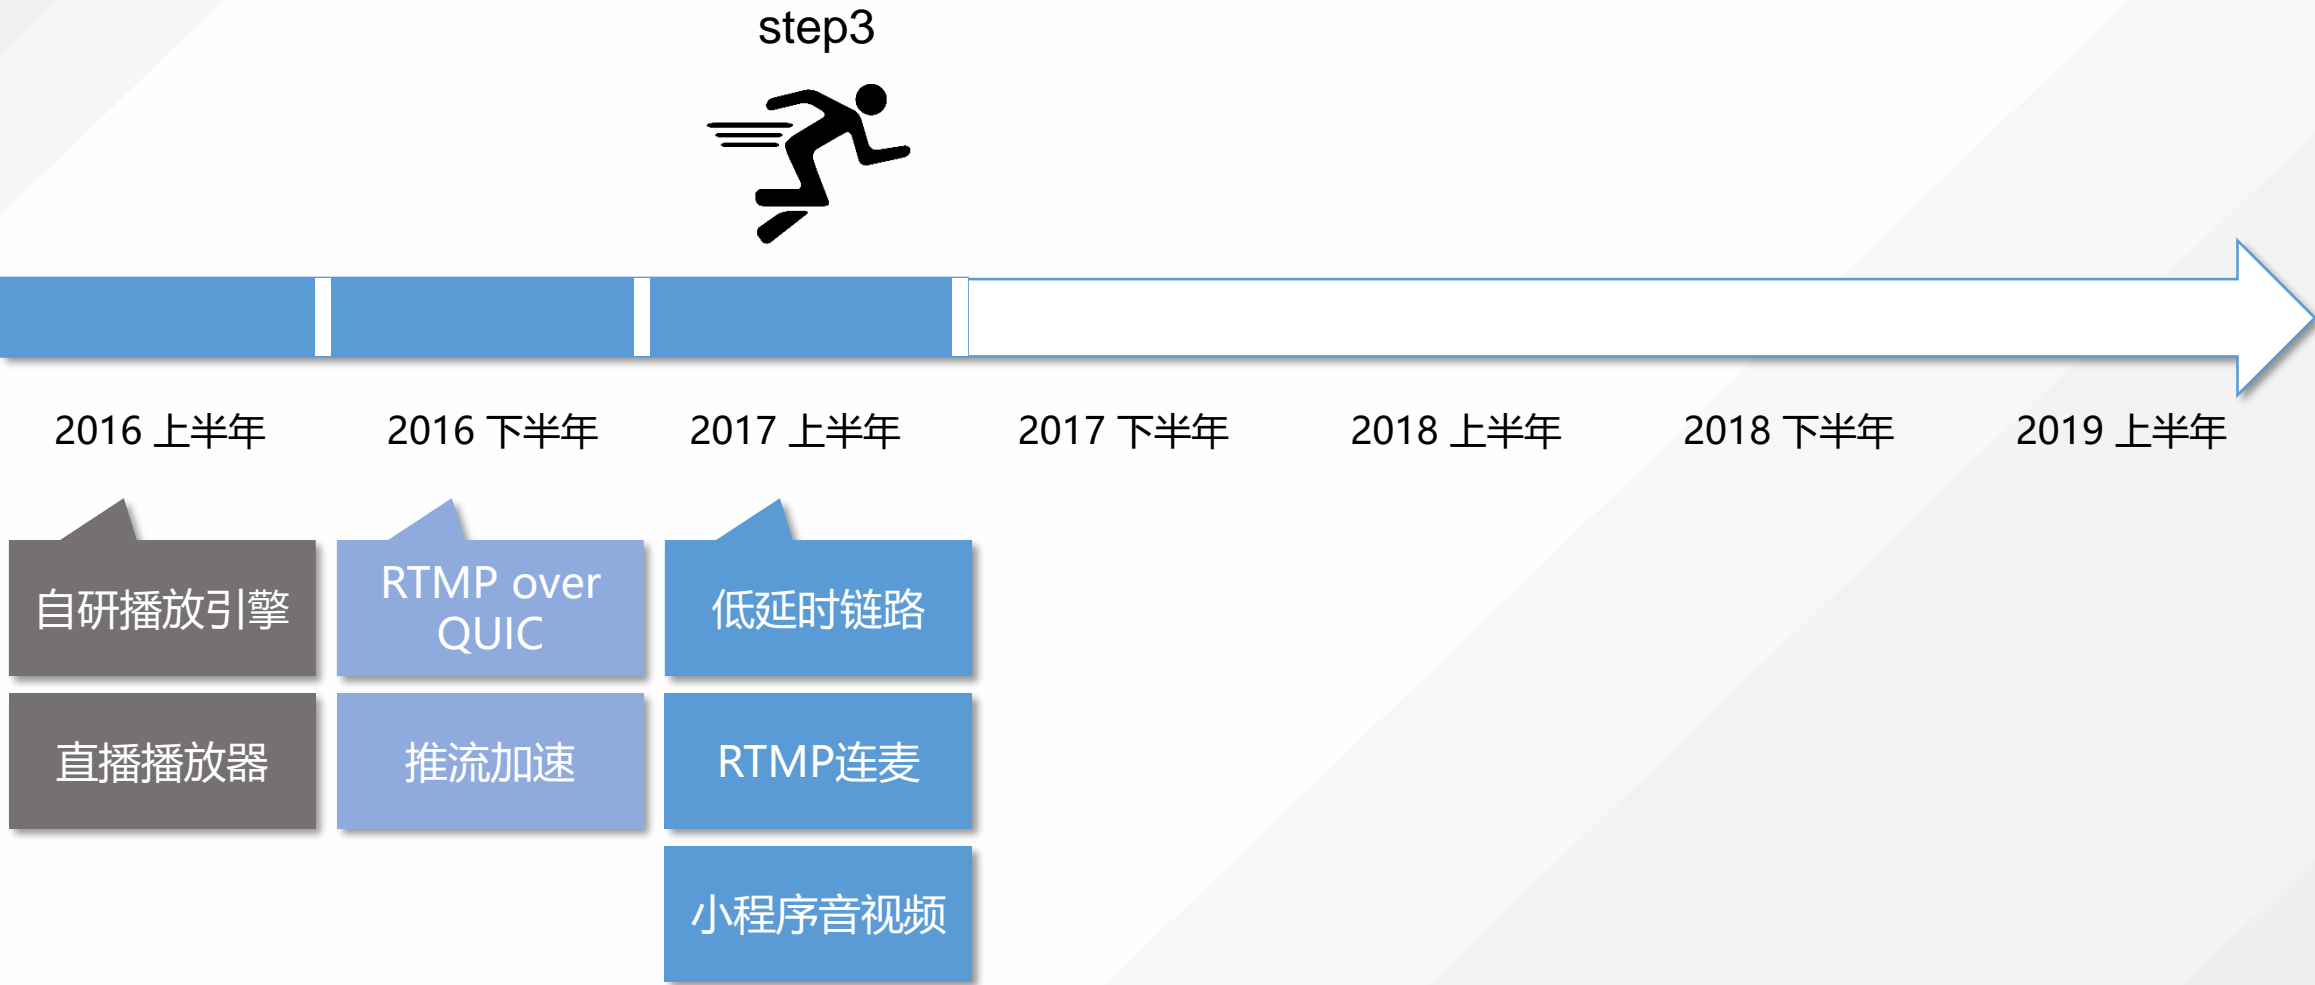 step3
2016 上半年
2016 下半年
2017 上半年
2017 下半年
2018 上半年
2018 下半年
2019 上半年
自研播放引擎
直播播放器
RTMP over
QUIC
推流加速
低延时链路
RTMP连麦
小程序音视频